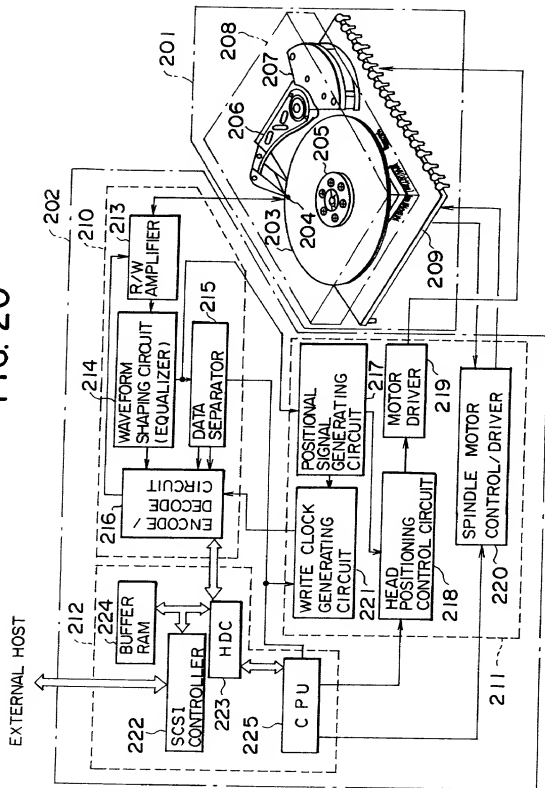 FIG. 20
EXTERNAL HOST
212
224
BUFFER
RAM
222
SCSI
CONTROLLER
223
HDC
225
CPU
202
210
213
R/W
AMPLIFIER
214
WAVEFORM
SHAPING CIRCUIT
(EQUALIZER)
215
DATA
SEPARATOR
216
ENCODE/
DECODE
CIRCUIT
217
POSITIONAL
SIGNAL
GENERATING
CIRCUIT
221
WRITE CLOCK
GENERATING
CIRCUIT
218
HEAD
POSITIONING
CONTROL CIRCUIT
219
MOTOR
DRIVER
220
SPINDLE MOTOR
CONTROL/DRIVER
211
201
208
207
206
205
203
204
209